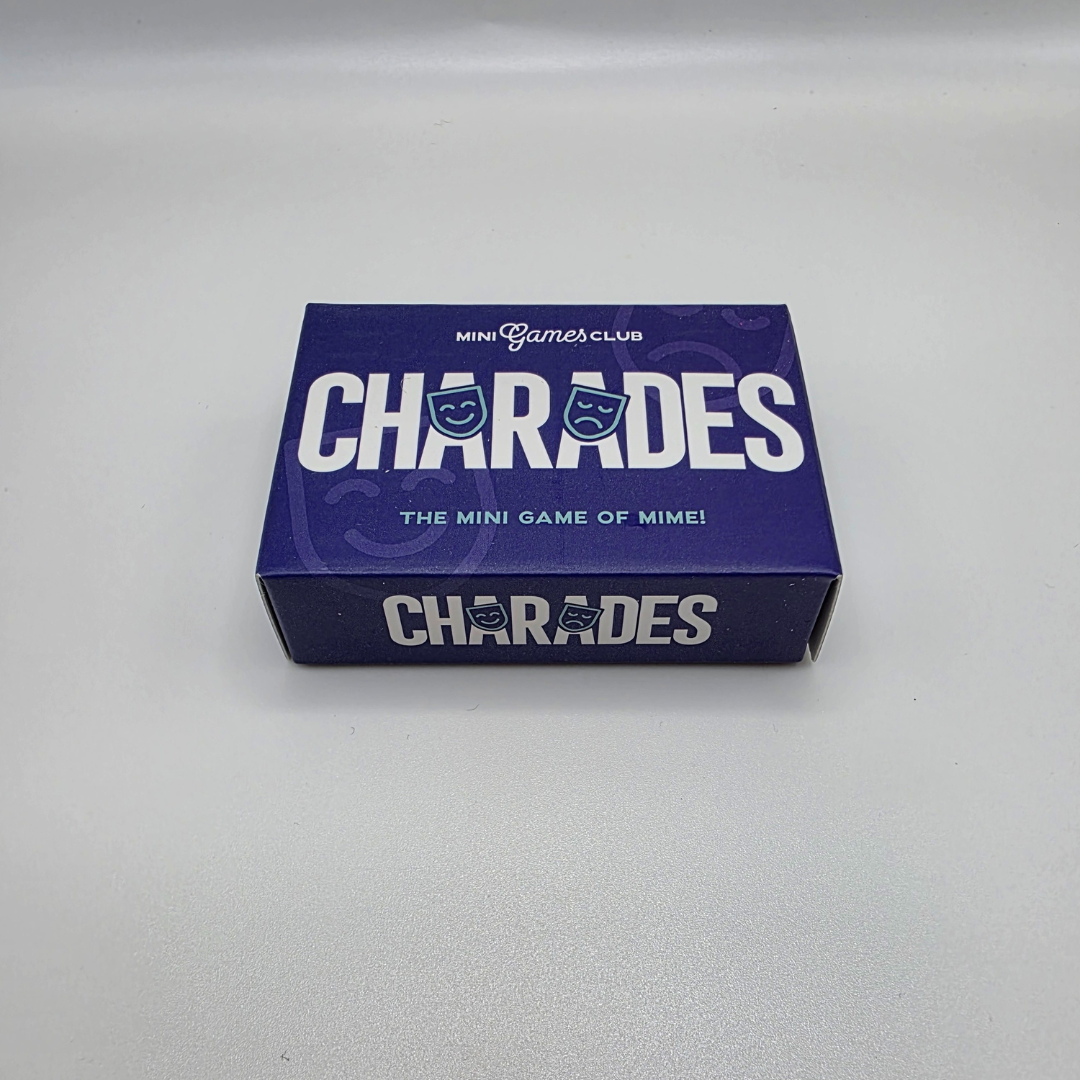 MINI Games CLUB
CHARADES
THE MINI GAME OF MIME!
CHARADES